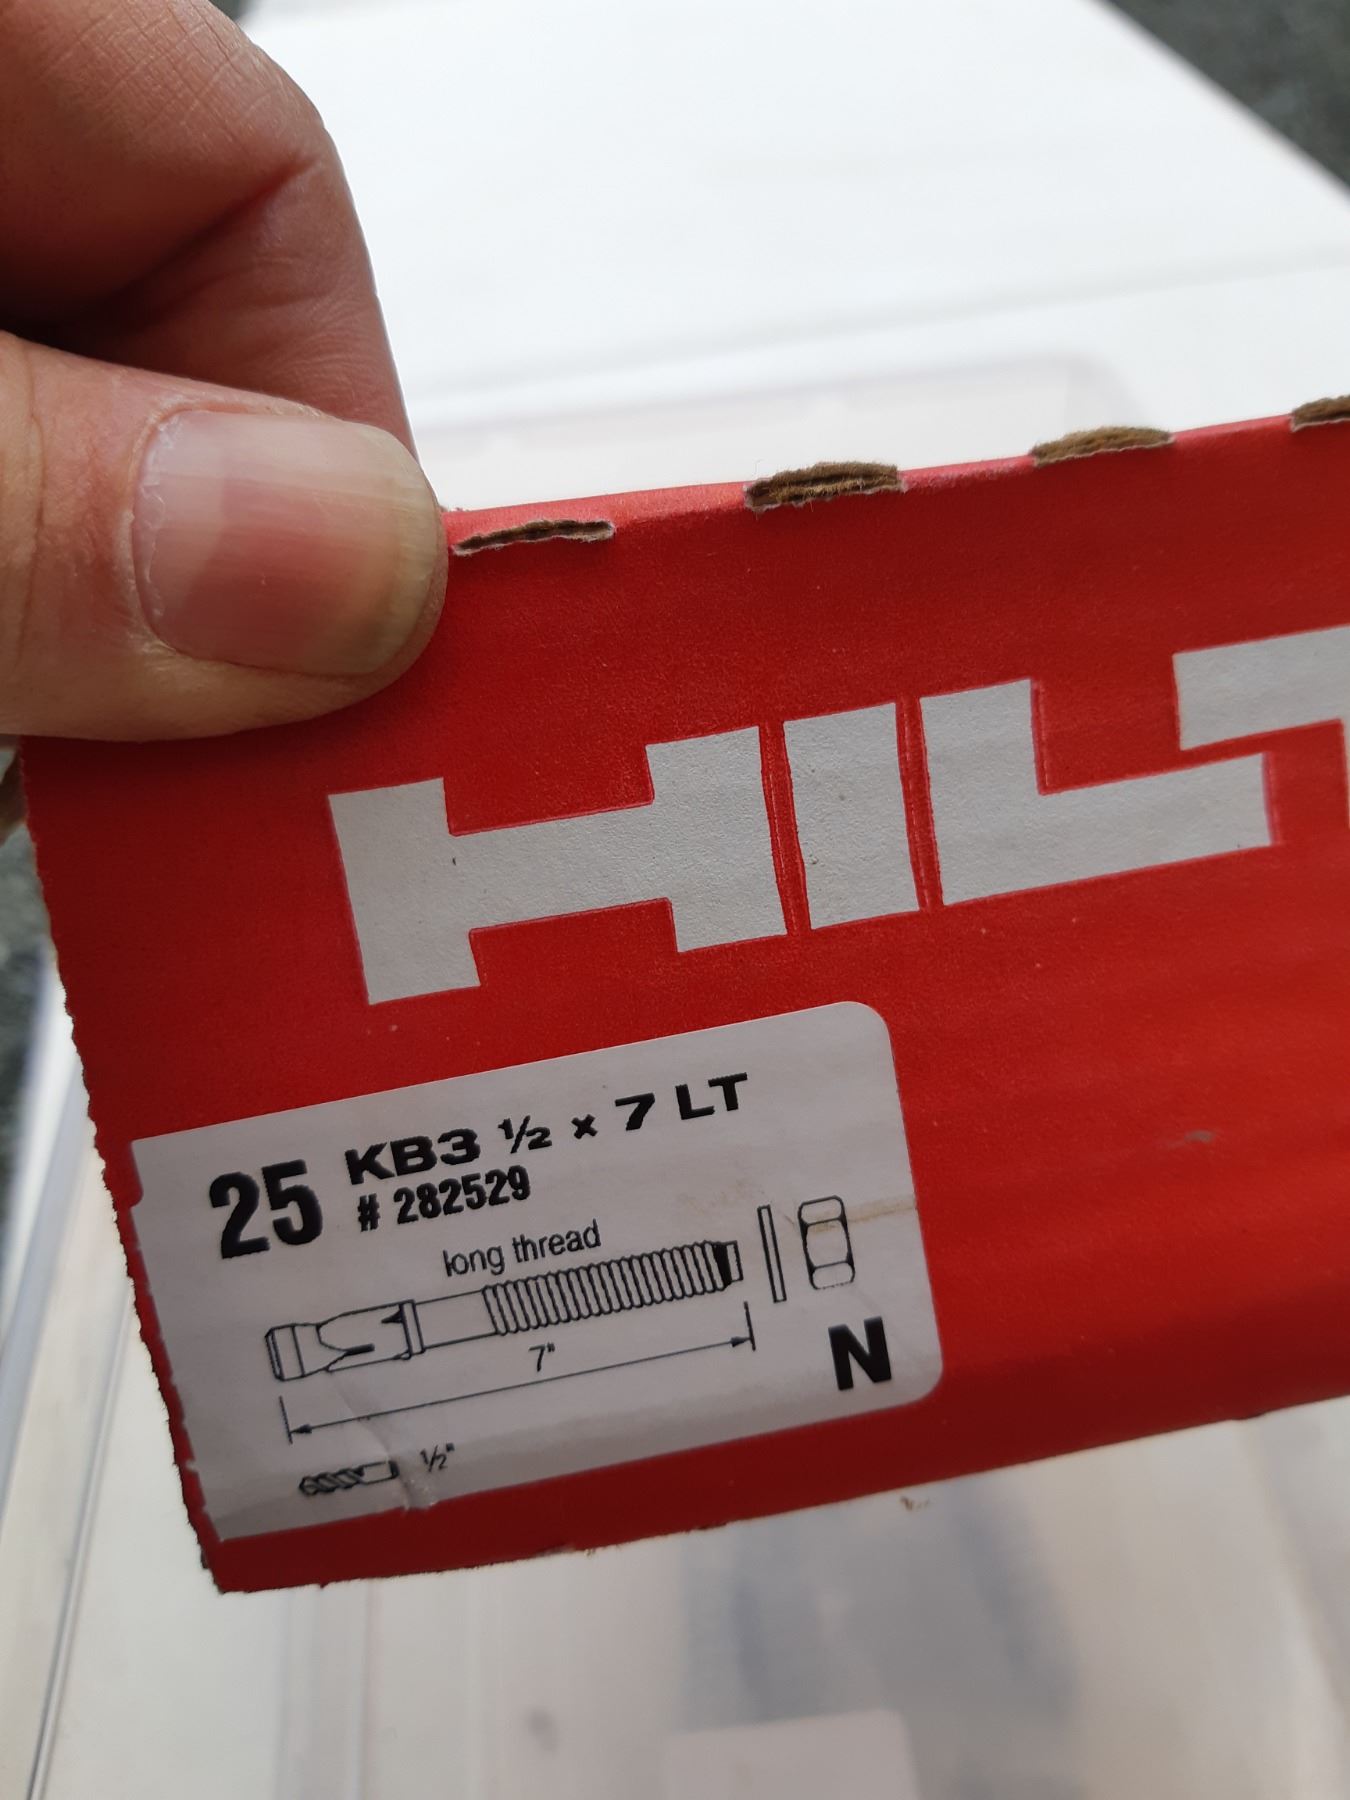 HILT
25 KB3 ½ x 7 LT
# 282529
long thread
7"
N
½"